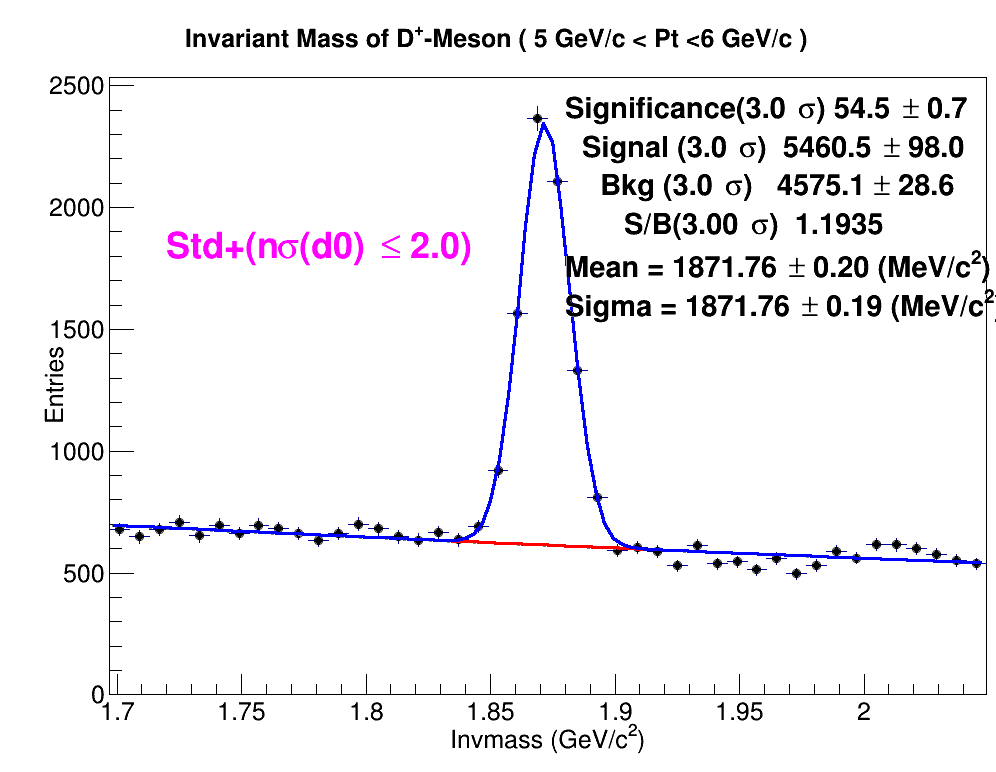 Invariant Mass of D⁺-Meson ( 5 GeV/c < Pt <6 GeV/c )
2500
2000
1500
1000
500
0
Entries
Significance(3.0 σ) 54.5 ± 0.7
Signal (3.0 σ) 5460.5 ± 98.0
Bkg (3.0 σ) 4575.1 ± 28.6
S/B(3.00 σ) 1.1935
Mean = 1871.76 ± 0.20 (MeV/c²)
Sigma = 1871.76 ± 0.19 (MeV/c²)
Std+(nσ(d0) ≤ 2.0)
1.7 1.75 1.8 1.85 1.9 1.95 2
Invmass (GeV/c²)